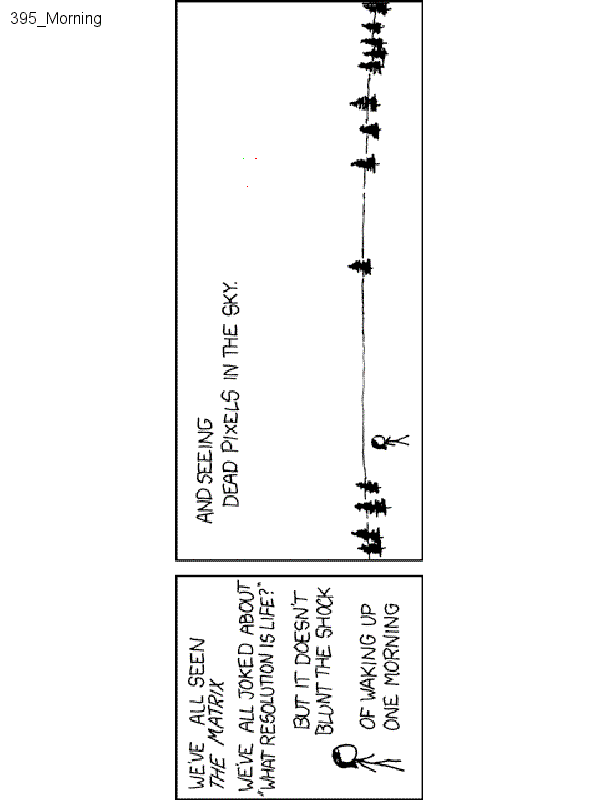 395_Morning
WE'VE ALL SEEN
THE MATRIX
WE'VE ALL JOKED ABOUT
"WHAT RESOLUTION IS LIFE?"
BUT IT DOESN'T
BLUNT THE SHOCK
OF WAKING UP
ONE MORNING
AND SEEING
DEAD PIXELS IN THE SKY.